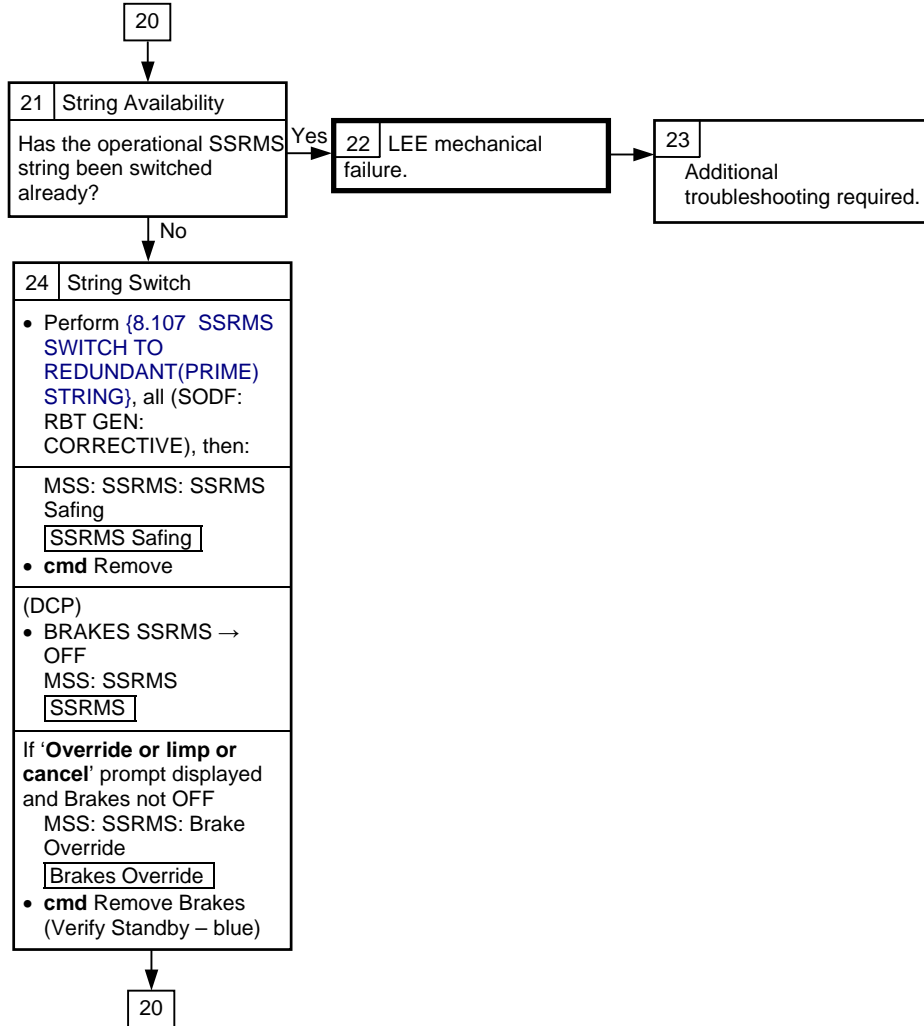 20
21 String Availability
Has the operational SSRMS
string been switched
already?
Yes
22 LEE mechanical
failure.
23
Additional
troubleshooting required.
No
24 String Switch
• Perform {8.107 SSRMS
SWITCH TO
REDUNDANT(PRIME)
STRING}, all (SODF:
RBT GEN:
CORRECTIVE), then:
MSS: SSRMS: SSRMS
Safing
SSRMS Safing
• cmd Remove
(DCP)
• BRAKES SSRMS →
OFF
MSS: SSRMS
SSRMS
If ‘Override or limp or
cancel’ prompt displayed
and Brakes not OFF
MSS: SSRMS: Brake
Override
Brakes Override
• cmd Remove Brakes
(Verify Standby – blue)
20